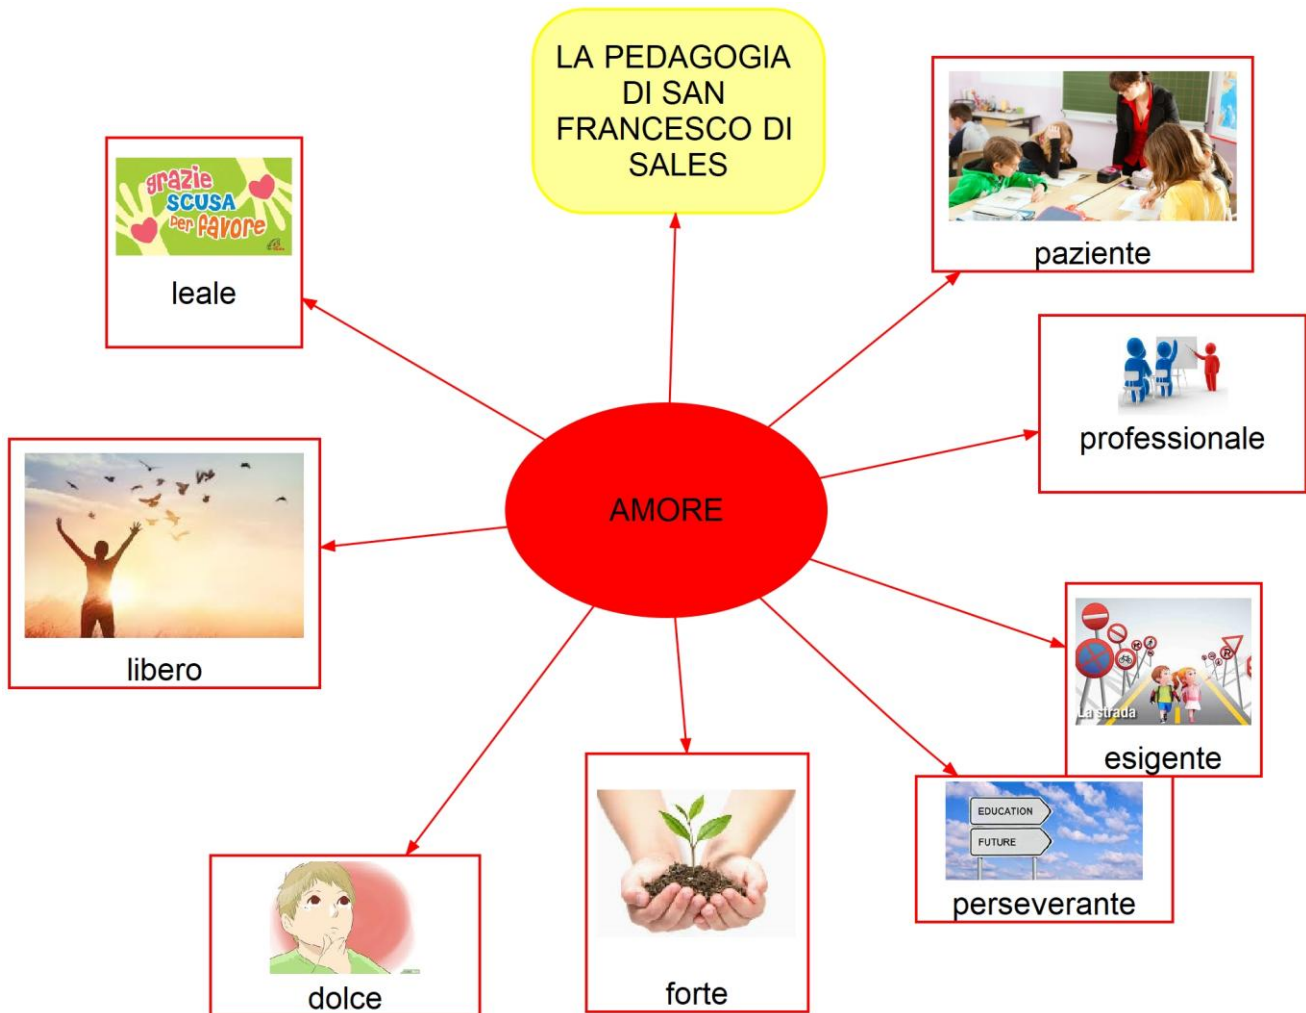 LA PEDAGOGIA
DI SAN
FRANCESCO DI
SALES
grazie
SCUSA
per favore
leale
paziente
professionale
AMORE
libero
La strada
esigente
EDUCATION
FUTURE
perseverante
forte
dolce